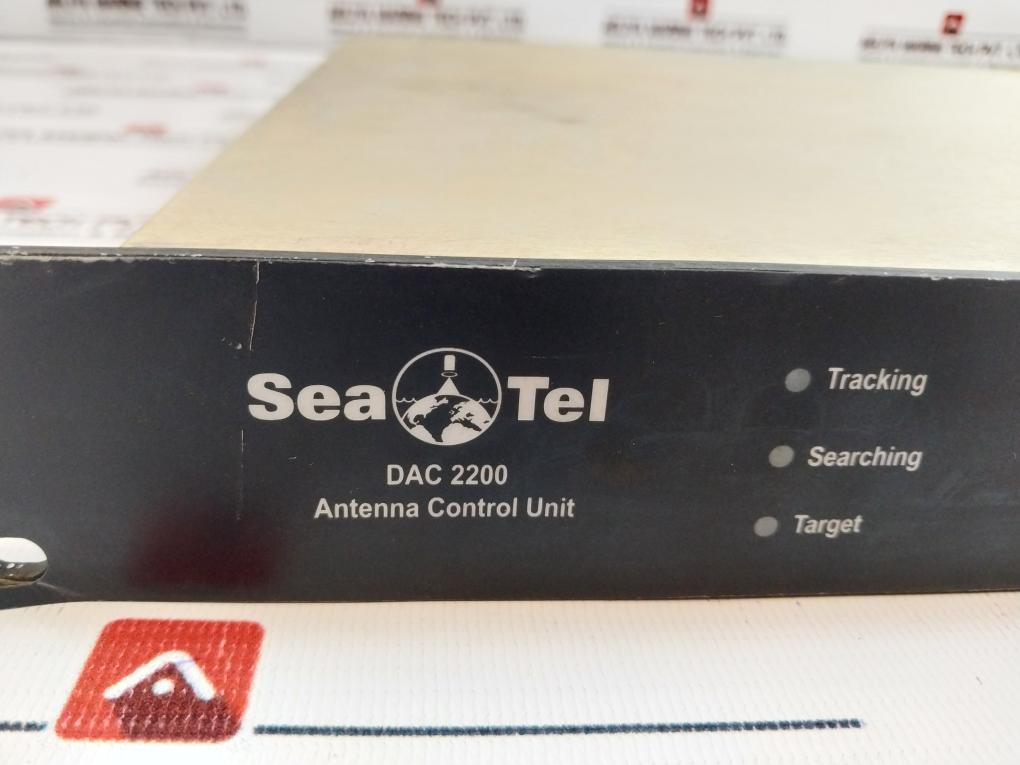 Sea Tel
DAC 2200
Antenna Control Unit
Tracking
Searching
Target